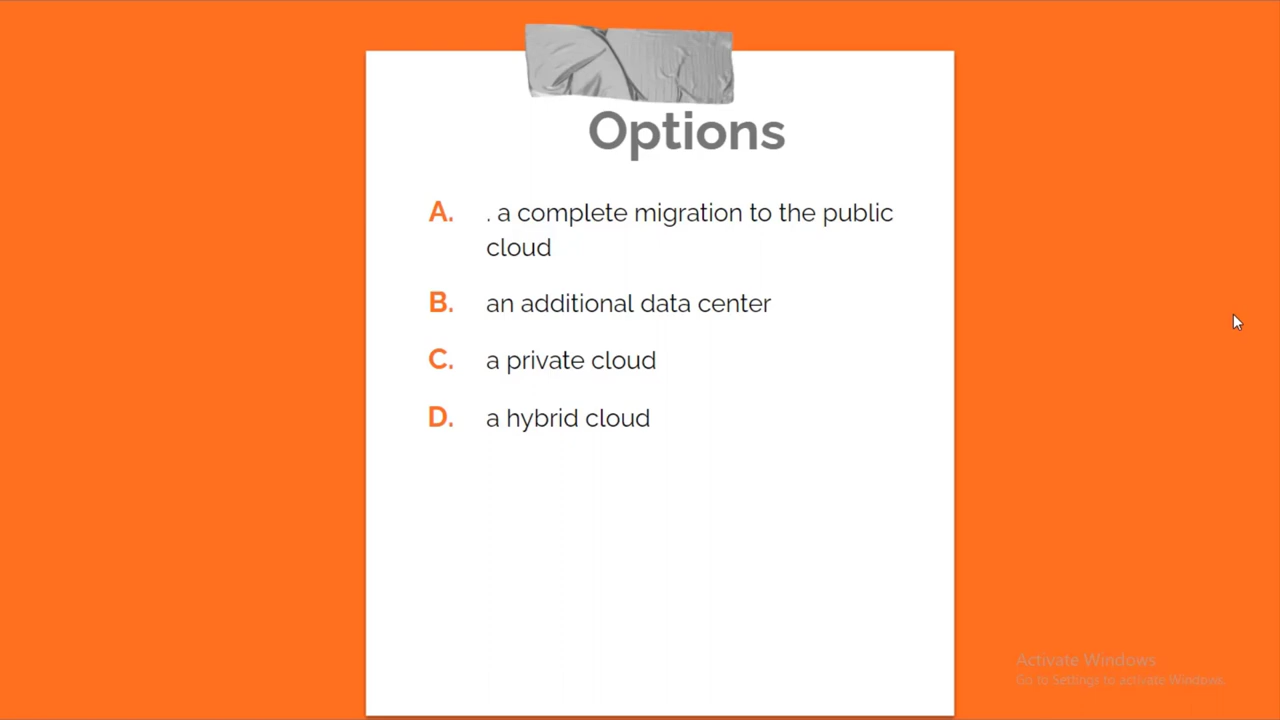 Options
A. . a complete migration to the public
cloud
B. an additional data center
C. a private cloud
D. a hybrid cloud
Activate Windows
Go to Settings to activate Windows.